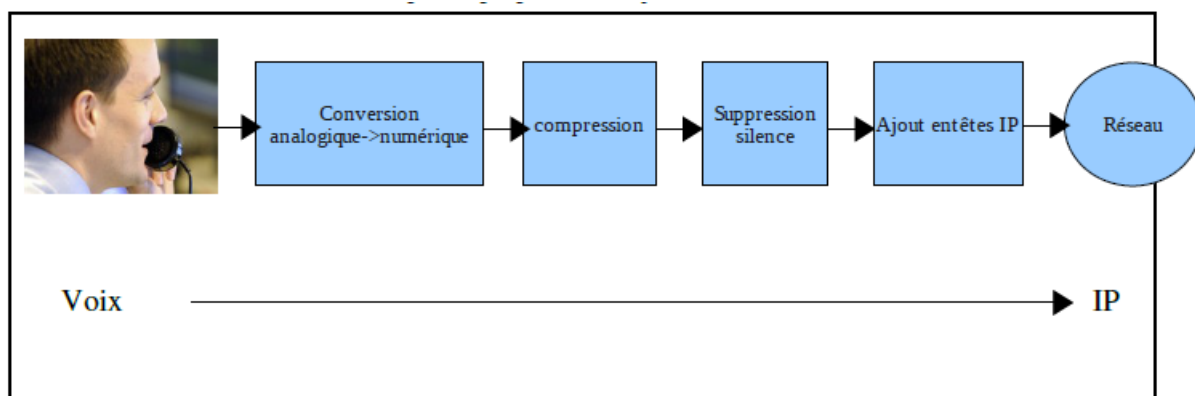 Conversion
analogique->numérique
compression
Suppression
silence
Ajout entêtes IP
Réseau
Voix
IP